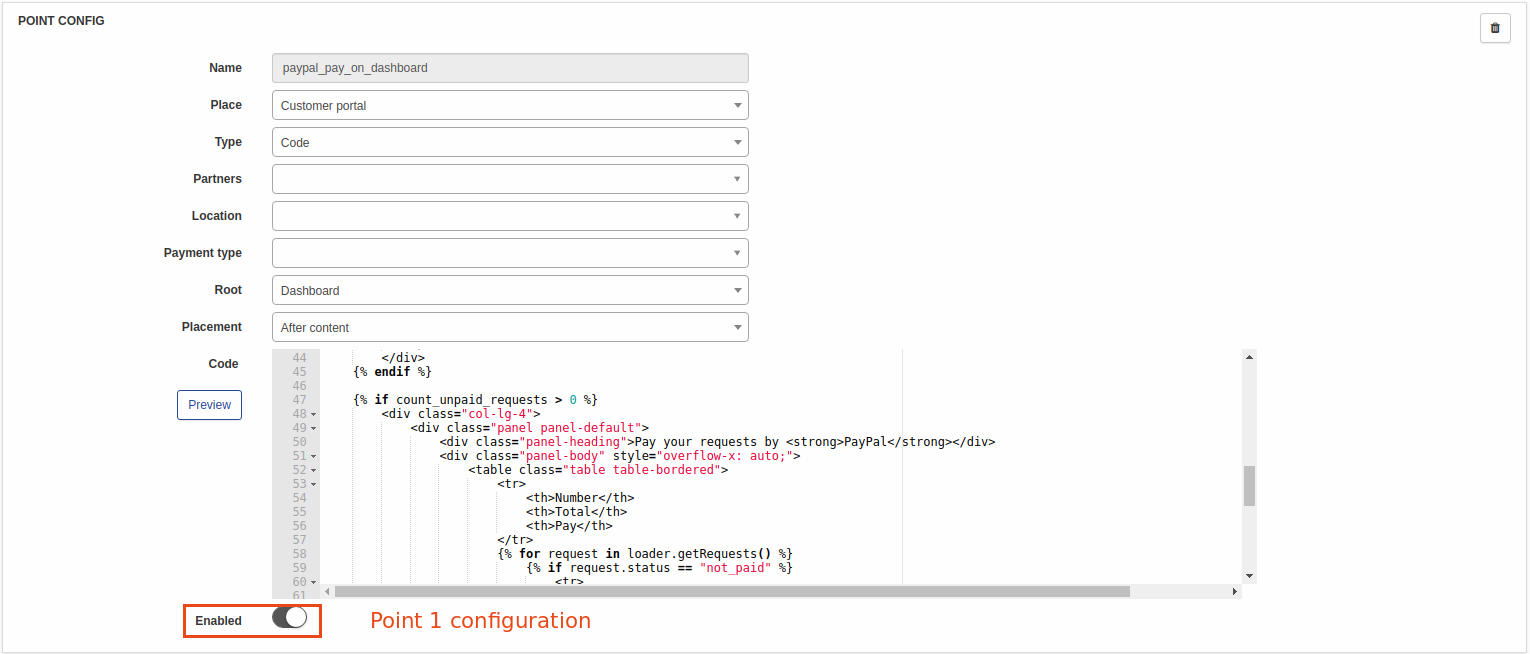 POINT CONFIG
Name paypal_pay_on_dashboard
Place Customer portal
Type Code
Partners
Location
Payment type
Root Dashboard
Placement After content
Code
Preview
44 </div>
45 {% endif %}
46
47 {% if count_unpaid_requests > 0 %}
48 <div class="col-lg-4">
49 <div class="panel panel-default">
50 <div class="panel-heading">Pay your requests by <strong>PayPal</strong></div>
51 <div class="panel-body" style="overflow-x: auto;">
52 <table class="table table-bordered">
53 <tr>
54 <th>Number</th>
55 <th>Total</th>
56 <th>Pay</th>
57 </tr>
58 {% for request in loader.getRequests() %}
59 {% if request.status == "not_paid" %}
60 <tr>
61
Enabled Point 1 configuration